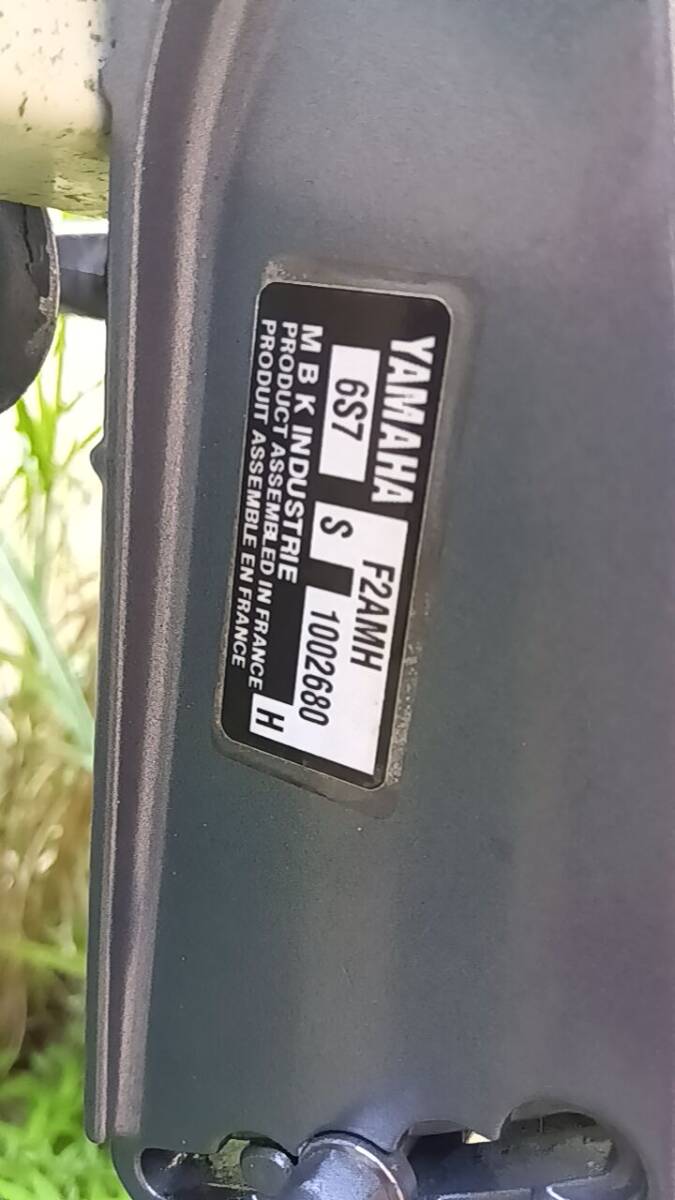 YAMAHA F2AMH
6S7 S 1002680
M B K INDUSTRIE
PRODUCT ASSEMBLED IN FRANCE
PRODUIT ASSEMBLE EN FRANCE
H